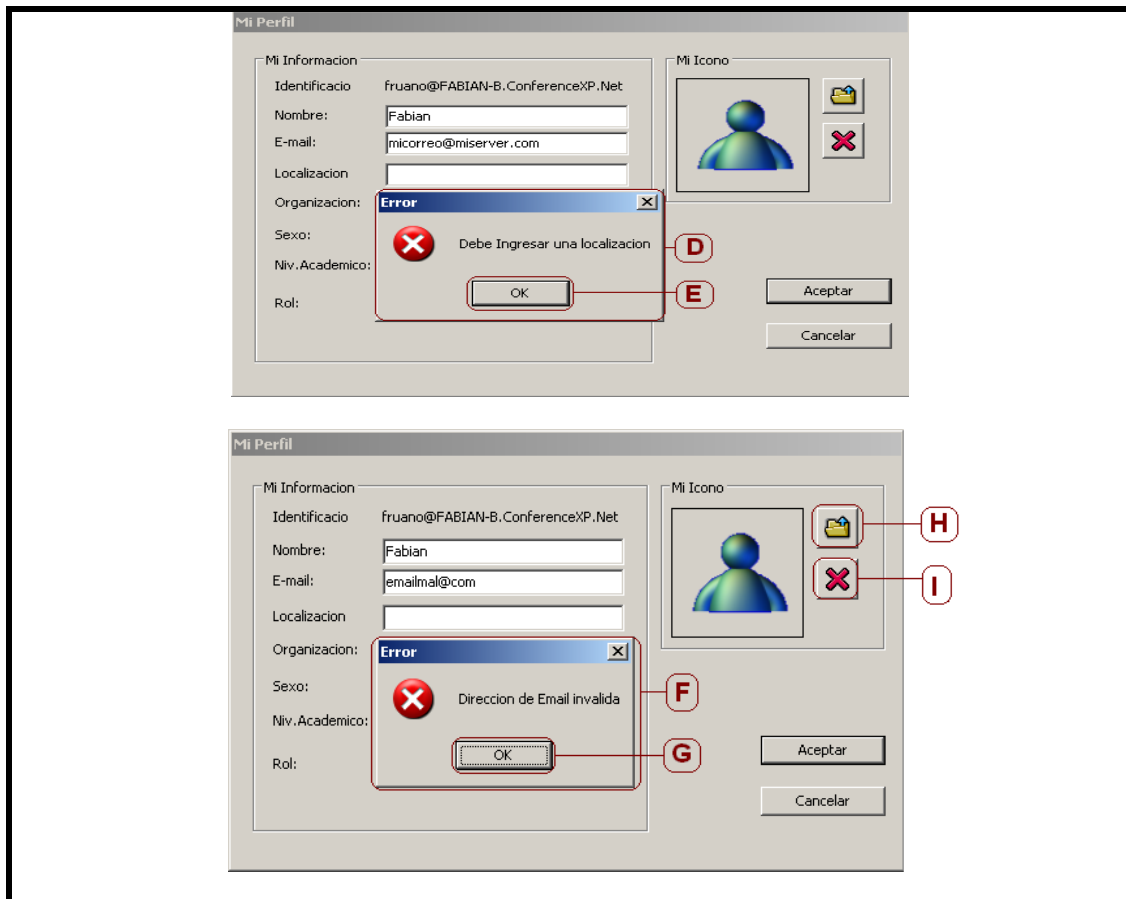 Mi Perfil
Mi Informacion
Identificacio fruano@FABIAN-B.ConferenceXP.Net
Nombre: Fabian
E-mail: micorreo@miserver.com
Localizacion
Organizacion:
Sexo:
Niv.Academico:
Rol:
Error
Debe Ingresar una localizacion
OK
D
E
Mi Icono
Aceptar
Cancelar
Mi Perfil
Mi Informacion
Identificacio fruano@FABIAN-B.ConferenceXP.Net
Nombre: Fabian
E-mail: emailmal@com
Localizacion
Organizacion:
Sexo:
Niv.Academico:
Rol:
Error
Direccion de Email invalida
OK
F
G
Mi Icono
H
I
Aceptar
Cancelar